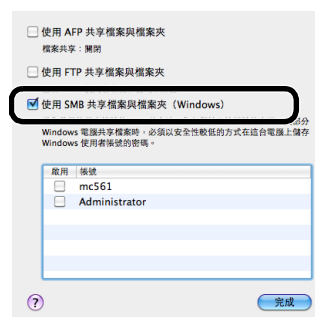 使用 AFP 共享檔案與檔案夾
檔案共享：關閉
使用 FTP 共享檔案與檔案夾
使用 SMB 共享檔案與檔案夾（Windows）
部分
Windows 電腦共享檔案時，必須以安全性較低的方式在這台電腦上儲存
Windows 使用者帳號的密碼。
啟用 帳號
mc561
Administrator
? 完成